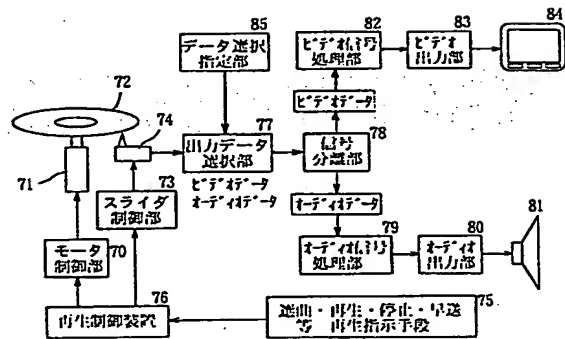 85
データ選択
指定部
82
ビデオ信号
処理部
83
ビデオ
出力部
84
72
74
77
出力データ
選択部
ビデオデータ
オーディオデータ
ビデオデータ
78
信号
分離部
71
73
スライダ
制御部
オーディオデータ
79
オーディオ信号
処理部
80
オーディオ
出力部
81
モータ
制御部
70
76
再生制御装置
選曲・再生・停止・早送
等 再生指示手段
75